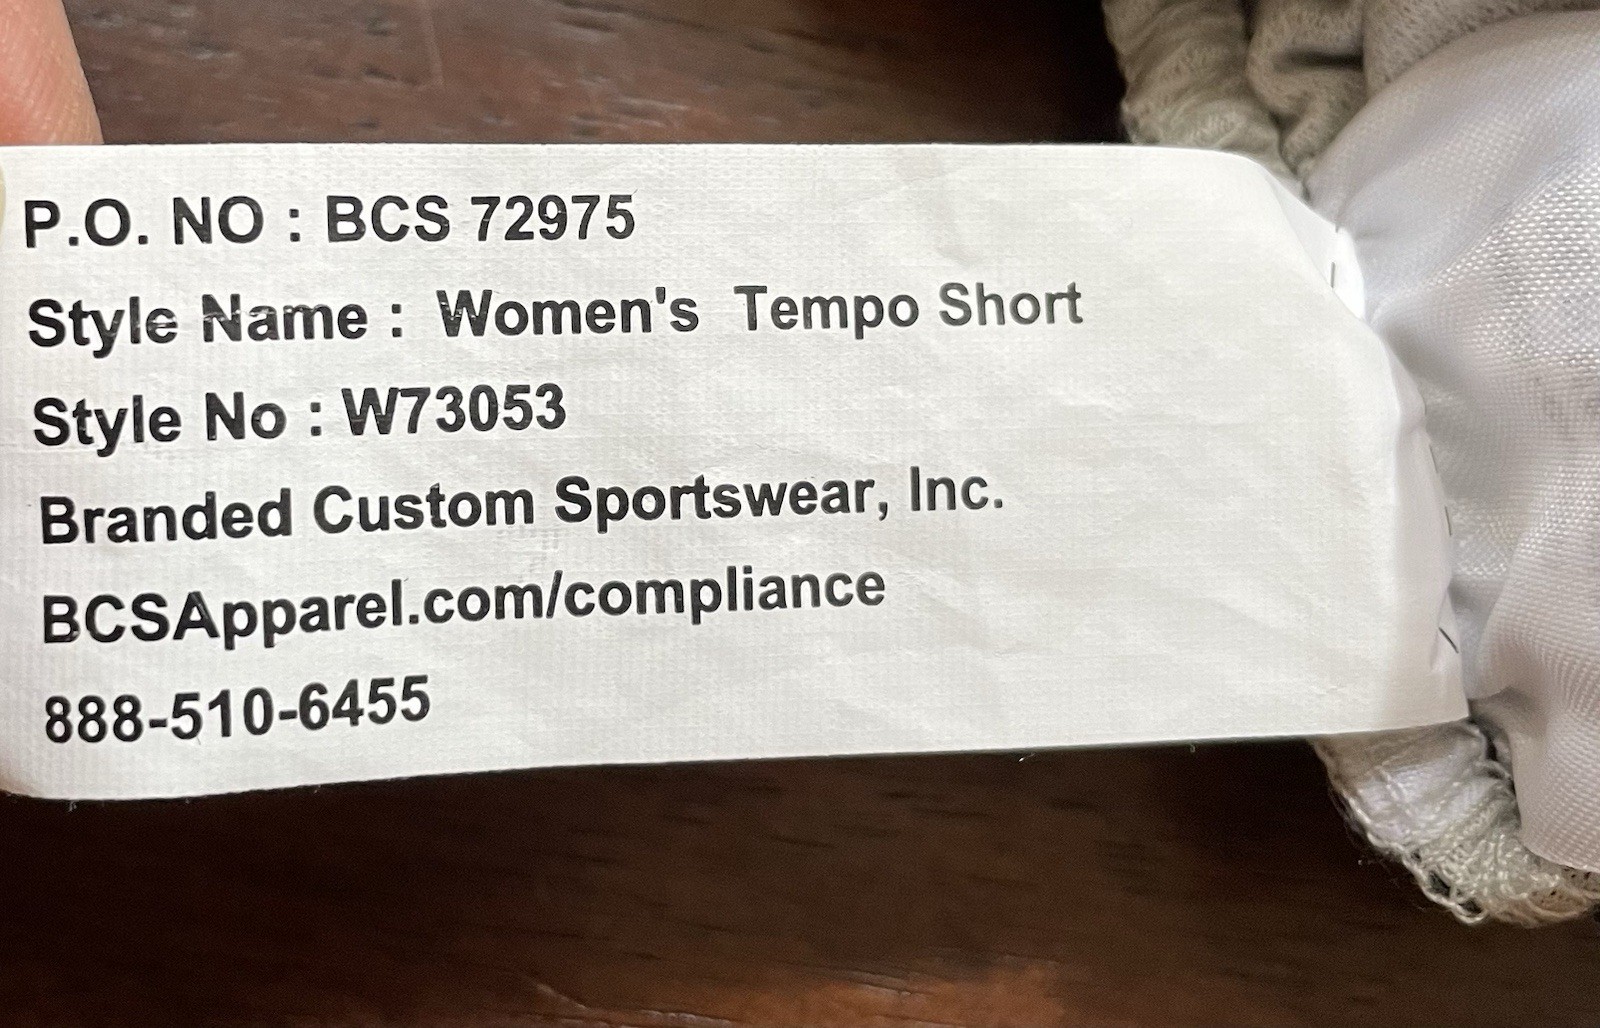 P.O. NO : BCS 72975
Style Name :  Women's  Tempo Short
Style No : W73053
Branded Custom Sportswear, Inc.
BCSApparel.com/compliance
888-510-6455